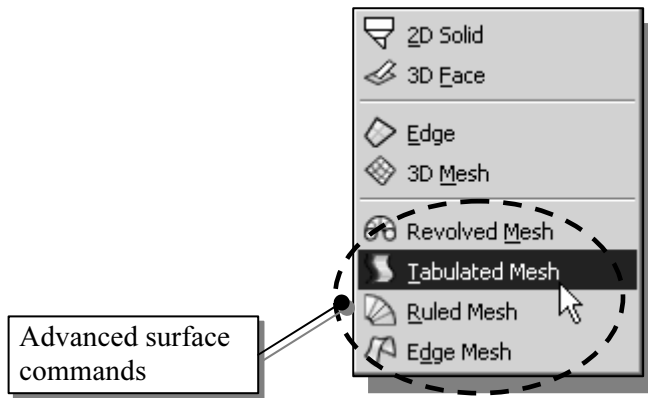 2D Solid
3D Face
Edge
3D Mesh
Revolved Mesh
Tabulated Mesh
Ruled Mesh
Edge Mesh
Advanced surface
commands